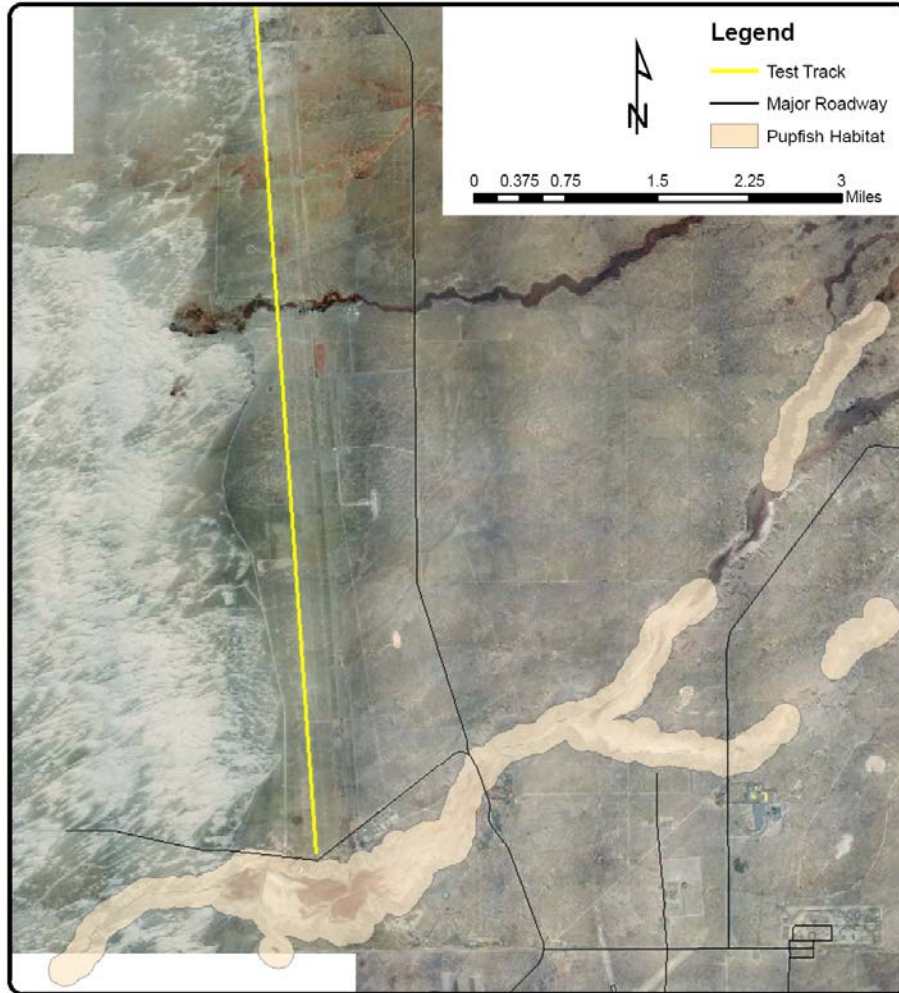 Legend
N
Test Track
Major Roadway
Pupfish Habitat
0 0.375 0.75 1.5 2.25 3
Miles